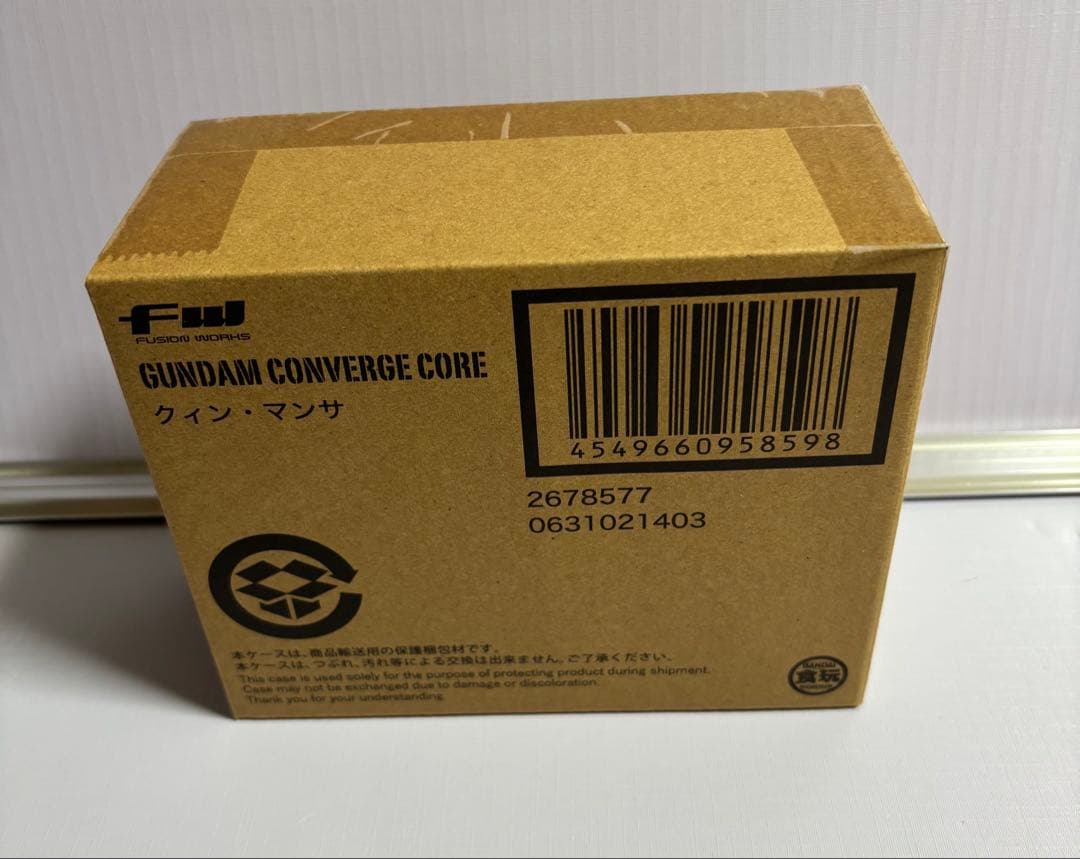 FW
FUSION WORKS
GUNDAM CONVERGE CORE
クィン・マンサ
4549660958598
2678577
0631021403
本ケースは、商品輸送用の保護梱包材です。
本ケースは、つぶれ、汚れ等による交換は出来ません。ご了承ください。
This case is used solely for the purpose of protecting product during shipment.
Case may not be exchanged due to damage or discoloration.
Thank you for your understanding.
BANDAI
食玩